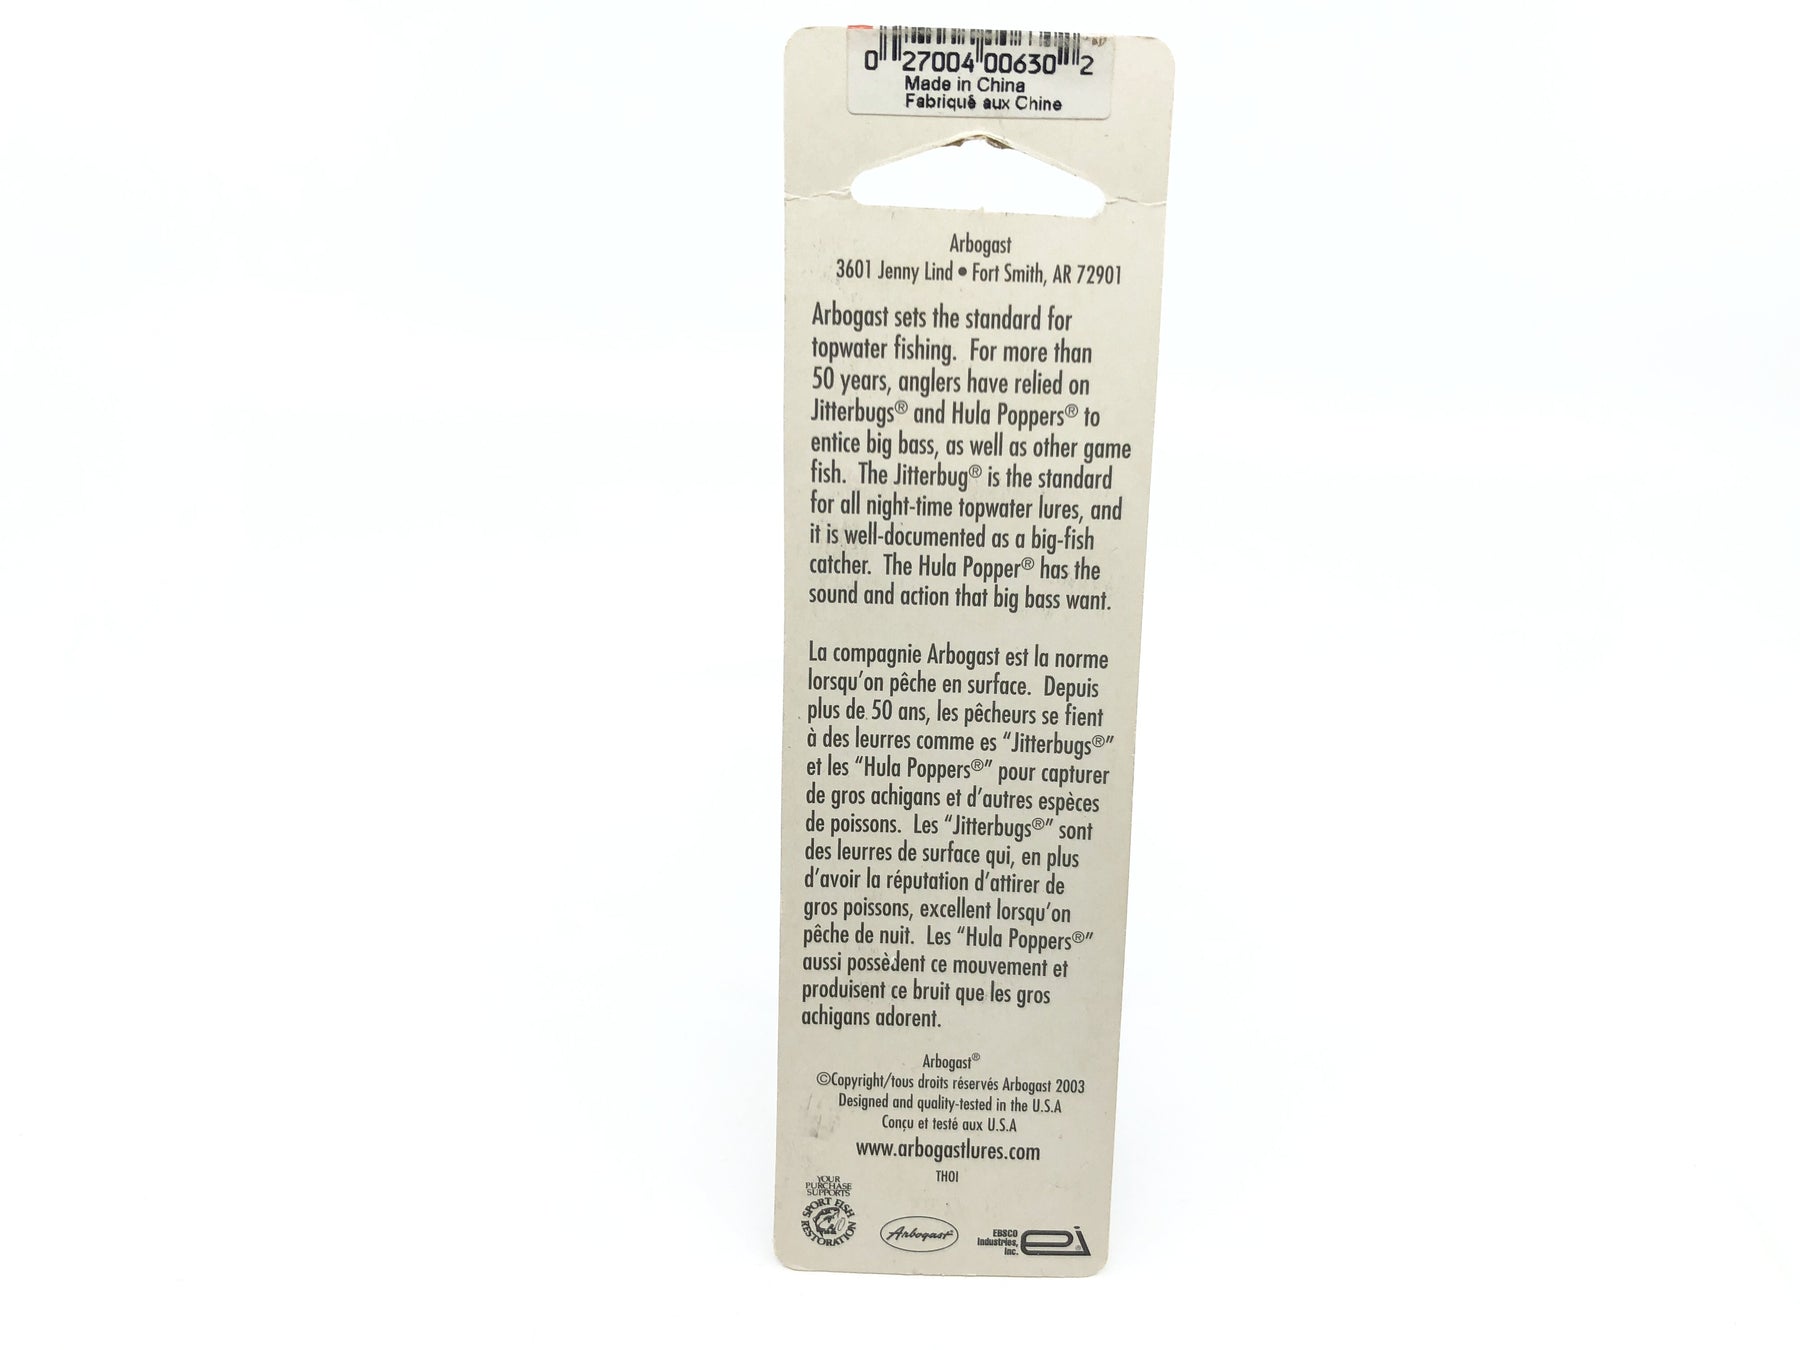 0 27004 00630 2
Made in China
Fabriqué aux Chine
Arbogast
3601 Jenny Lind • Fort Smith, AR 72901
Arbogast sets the standard for
topwater fishing. For more than
50 years, anglers have relied on
Jitterbugs® and Hula Poppers® to
entice big bass, as well as other game
fish. The Jitterbug® is the standard
for all night-time topwater lures, and
it is well-documented as a big-fish
catcher. The Hula Popper® has the
sound and action that big bass want.
La compagnie Arbogast est la norme
lorsqu'on pêche en surface. Depuis
plus de 50 ans, les pêcheurs se fient
à des leurres comme es "Jitterbugs®"
et les "Hula Poppers®" pour capturer
de gros achigans et d'autres espèces
de poissons. Les "Jitterbugs®" sont
des leurres de surface qui, en plus
d'avoir la réputation d'attirer de
gros poissons, excellent lorsqu'on
pêche de nuit. Les "Hula Poppers®"
aussi possèdent ce mouvement et
produisent ce bruit que les gros
achigans adorent.
Arbogast®
©Copyright/tous droits réservés Arbogast 2003
Designed and quality-tested in the U.S.A
Conçu et testé aux U.S.A
www.arbogastlures.com
TH01
YOUR
PURCHASE
SUPPORTS
SPORT FISH
RESTORATION
Arbogast
EBSCO
Industries,
Inc.
ei